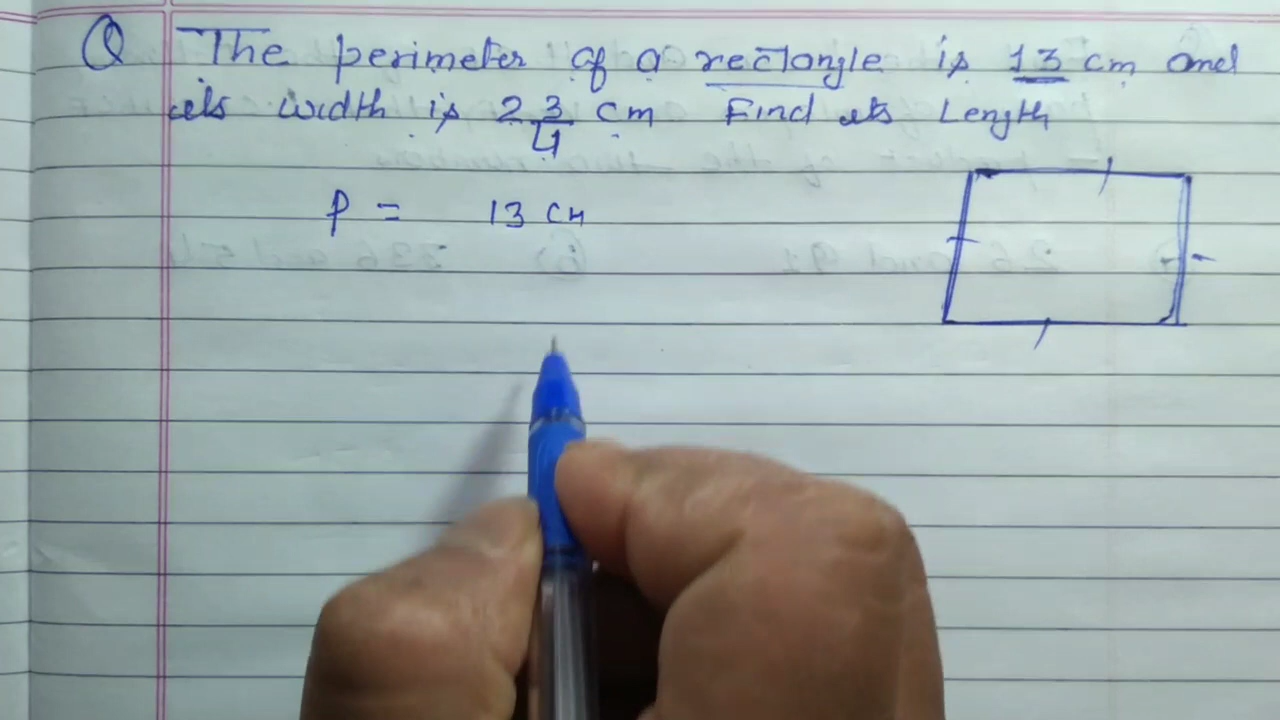 Q The perimeter of a rectangle is 13 cm and
its width is 2 3/4 cm Find its Length
P = 13 cm